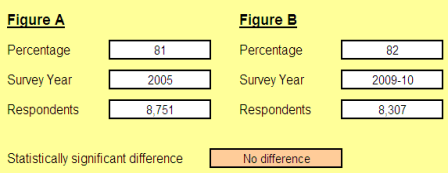 Figure A Figure B
Percentage 81 Percentage 82
Survey Year 2005 Survey Year 2009-10
Respondents 8,751 Respondents 8,307
Statistically significant difference No difference